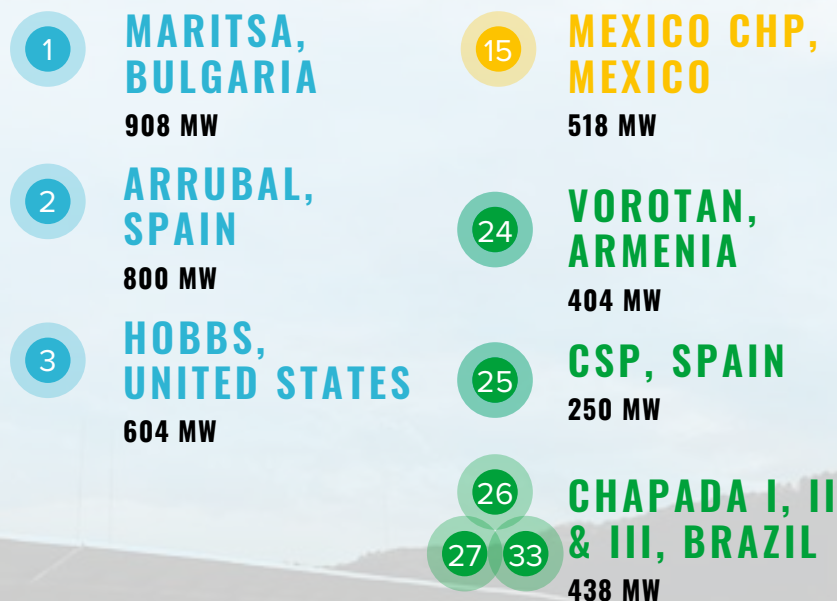 1
MARITSA,
BULGARIA
908 MW
2
ARRUBAL,
SPAIN
800 MW
3
HOBBS,
UNITED STATES
604 MW
15
MEXICO CHP,
MEXICO
518 MW
24
VOROTAN,
ARMENIA
404 MW
25
CSP, SPAIN
250 MW
26
27 33
CHAPADA I, II
& III, BRAZIL
438 MW